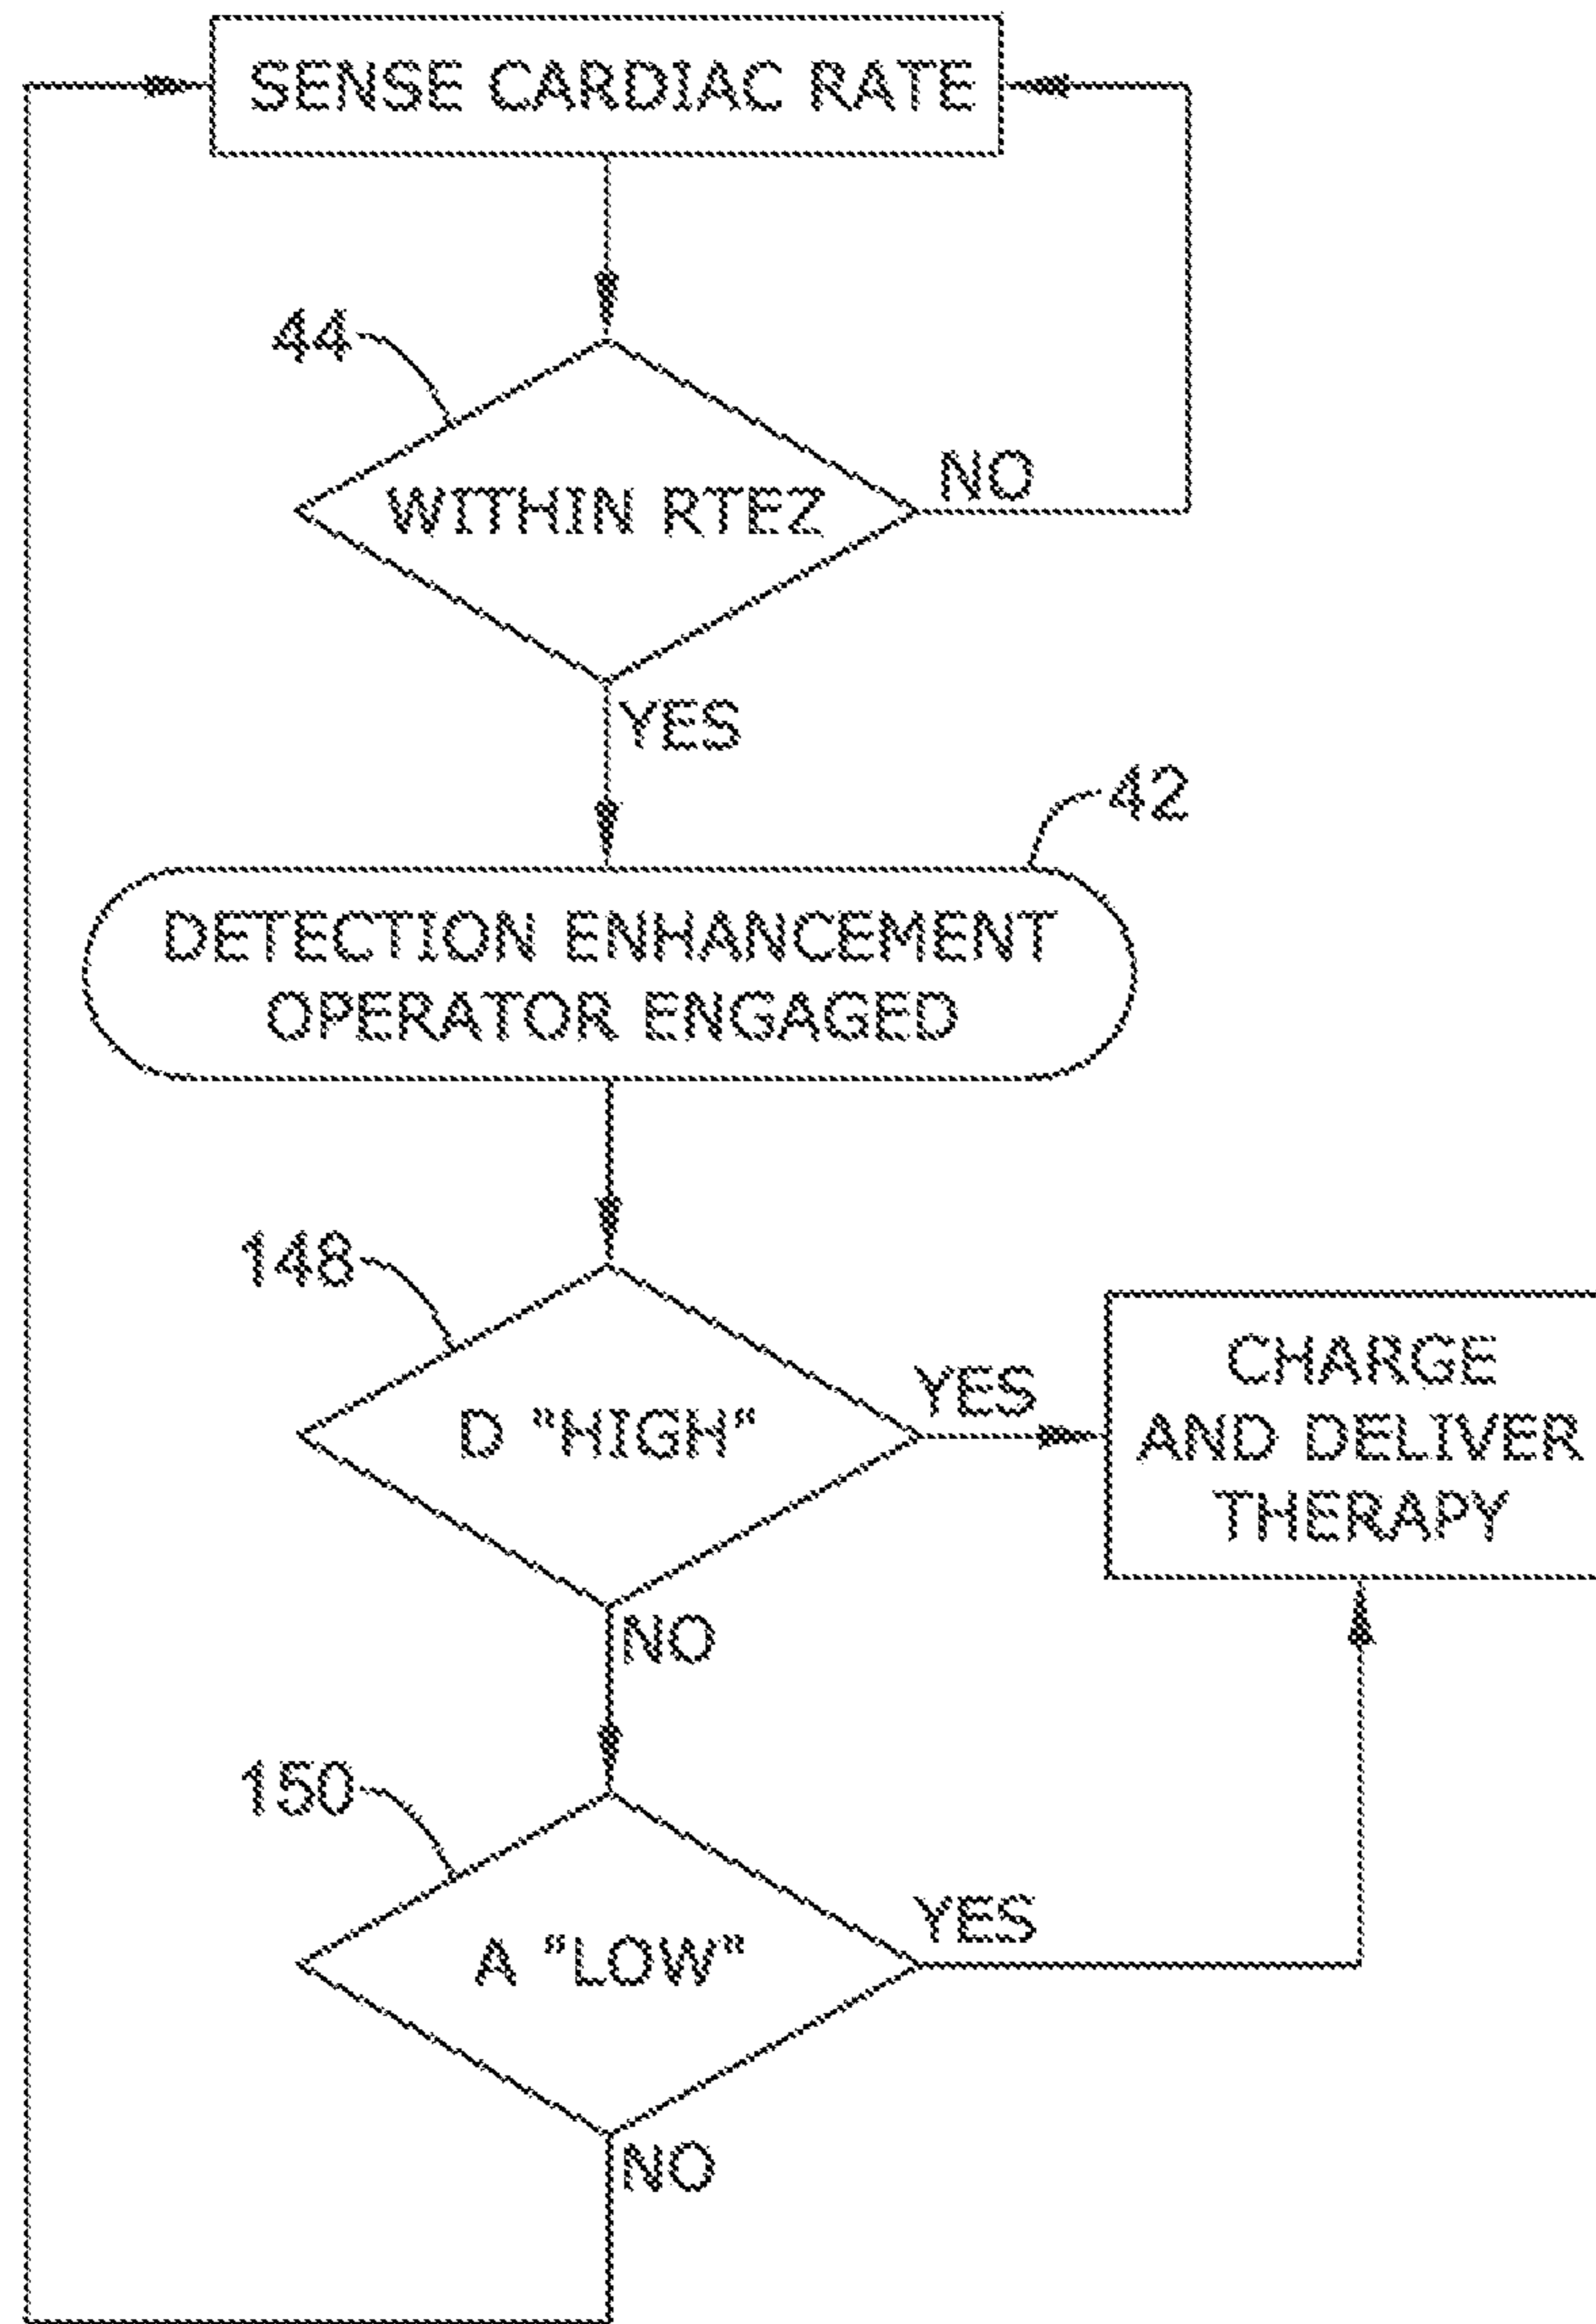 SENSE CARDIAC RATE
44
NO
WITHIN RTEZ
YES
42
DETECTION ENHANCEMENT
OPERATOR ENGAGED
148
YES
D "HIGH"
CHARGE
AND DELIVER
THERAPY
NO
150
YES
A "LOW"
NO